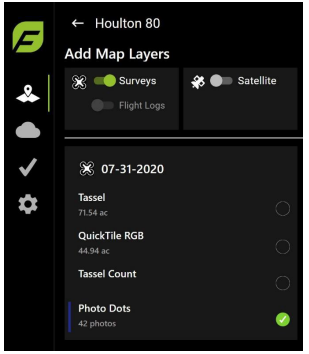 ← Houlton 80
Add Map Layers
Surveys
Satellite
Flight Logs
07-31-2020
Tassel
71.54 ac
QuickTile RGB
44.94 ac
Tassel Count
Photo Dots
42 photos